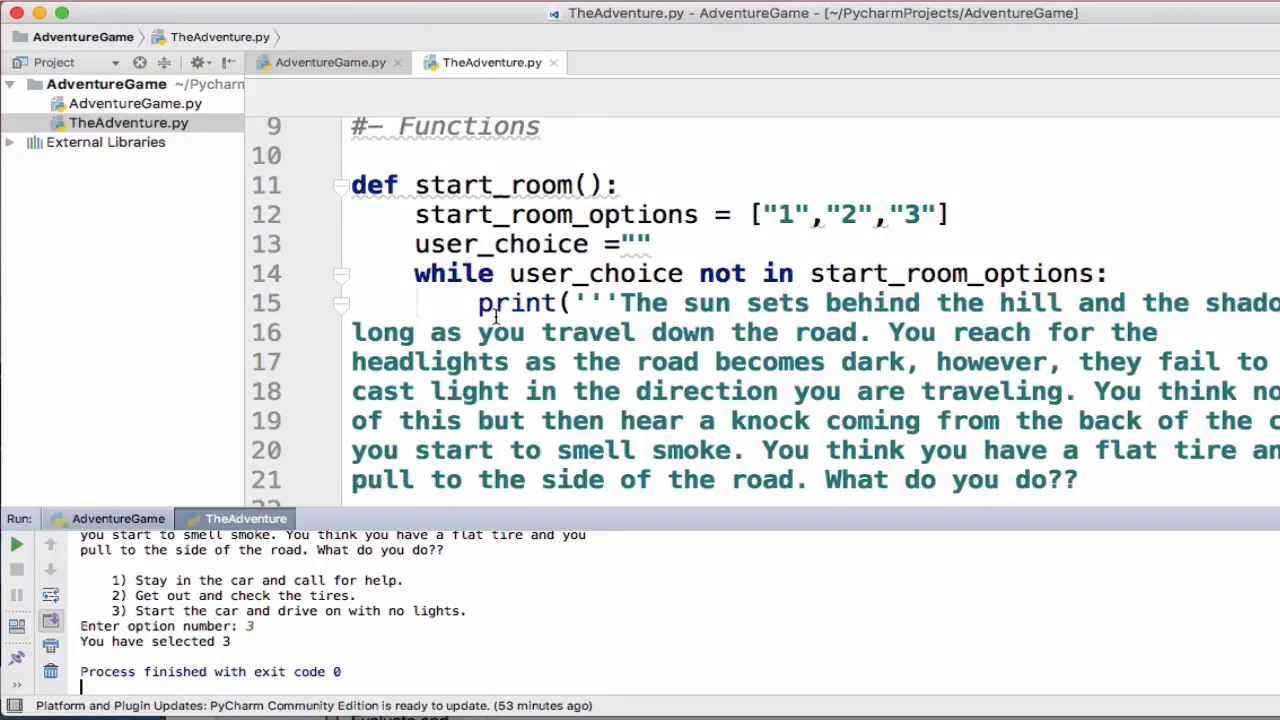 TheAdventure.py - AdventureGame - [~/PycharmProjects/AdventureGame]
AdventureGame TheAdventure.py
Project
AdventureGame.py TheAdventure.py
AdventureGame ~/Pycharm
AdventureGame.py
TheAdventure.py
External Libraries
9 #- Functions
10
11 def start_room():
12 start_room_options = ["1","2","3"]
13 user_choice =""
14 while user_choice not in start_room_options:
15 print('''The sun sets behind the hill and the shado
16 long as you travel down the road. You reach for the
17 headlights as the road becomes dark, however, they fail to
18 cast light in the direction you are traveling. You think no
19 of this but then hear a knock coming from the back of the c
20 you start to smell smoke. You think you have a flat tire an
21 pull to the side of the road. What do you do??
Run: AdventureGame TheAdventure
you start to smell smoke. You think you have a flat tire and you
pull to the side of the road. What do you do??
1) Stay in the car and call for help.
2) Get out and check the tires.
3) Start the car and drive on with no lights.
Enter option number: 3
You have selected 3
Process finished with exit code 0
Platform and Plugin Updates: PyCharm Community Edition is ready to update. (53 minutes ago)